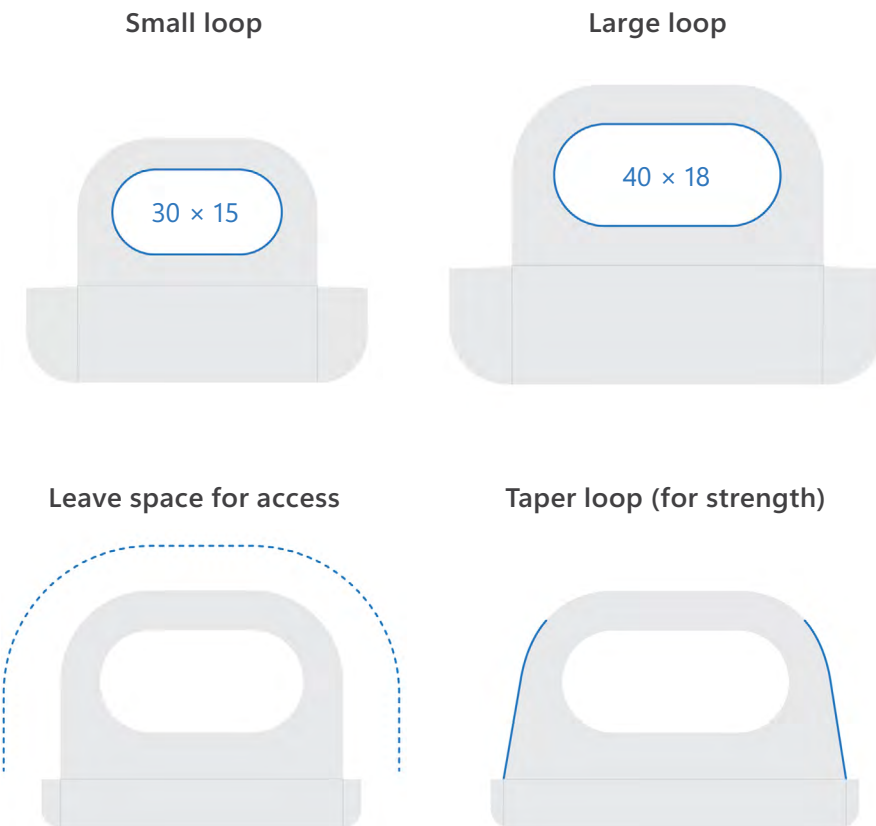 Small loop
Large loop
30 × 15
40 × 18
Leave space for access
Taper loop (for strength)